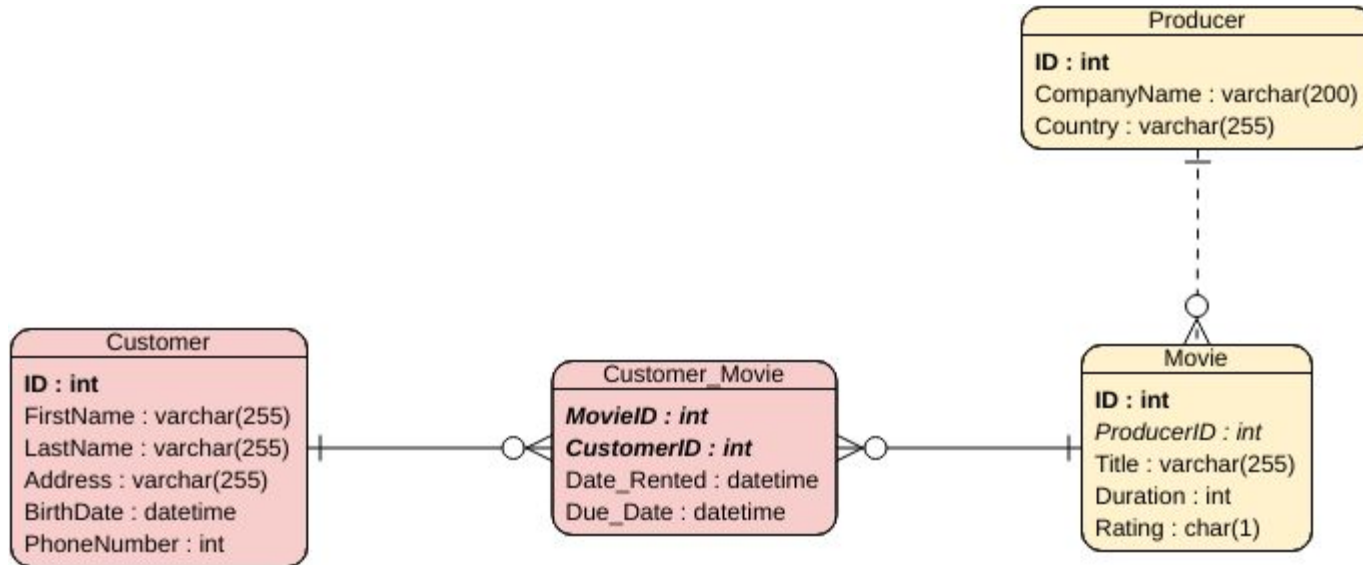 Producer
ID : int
CompanyName : varchar(200)
Country : varchar(255)
Customer
ID : int
FirstName : varchar(255)
LastName : varchar(255)
Address : varchar(255)
BirthDate : datetime
PhoneNumber : int
Customer_Movie
MovieID : int
CustomerID : int
Date_Rented : datetime
Due_Date : datetime
Movie
ID : int
ProducerID : int
Title : varchar(255)
Duration : int
Rating : char(1)